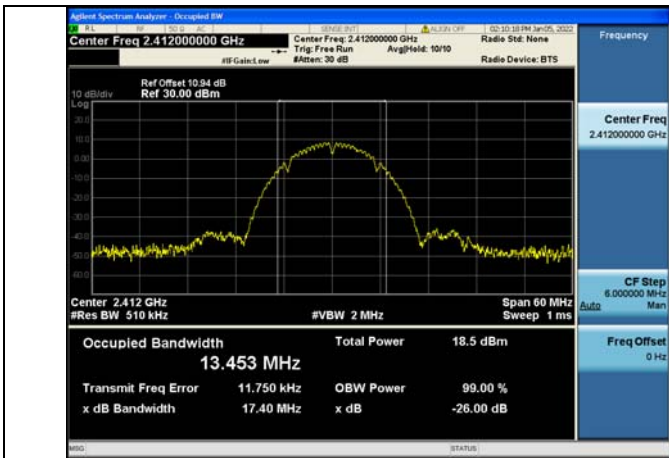 Agilent Spectrum Analyzer - Occupied BW
RL RF 50 Ω AC SENSE:INT ALIGN OFF 02:10:18 PM Jan 05, 2022
Center Freq 2.412000000 GHz Center Freq: 2.412000000 GHz Radio Std: None Frequency
Trig: Free Run Avg|Hold: 10/10
#IFGain:Low #Atten: 30 dB Radio Device: BTS
Ref Offset 10.94 dB
10 dB/div Ref 30.00 dBm
Log
20.0
10.0
0.00
-10.0
-20.0
-30.0
-40.0
-50.0
-60.0
Center Freq
2.412000000 GHz
Center 2.412 GHz Span 60 MHz
#Res BW 510 kHz #VBW 2 MHz Sweep 1 ms
CF Step
6.000000 MHz
Auto Man
Occupied Bandwidth Total Power 18.5 dBm
13.453 MHz
Transmit Freq Error 11.750 kHz OBW Power 99.00 %
x dB Bandwidth 17.40 MHz x dB -26.00 dB
Freq Offset
0 Hz
MSG STATUS